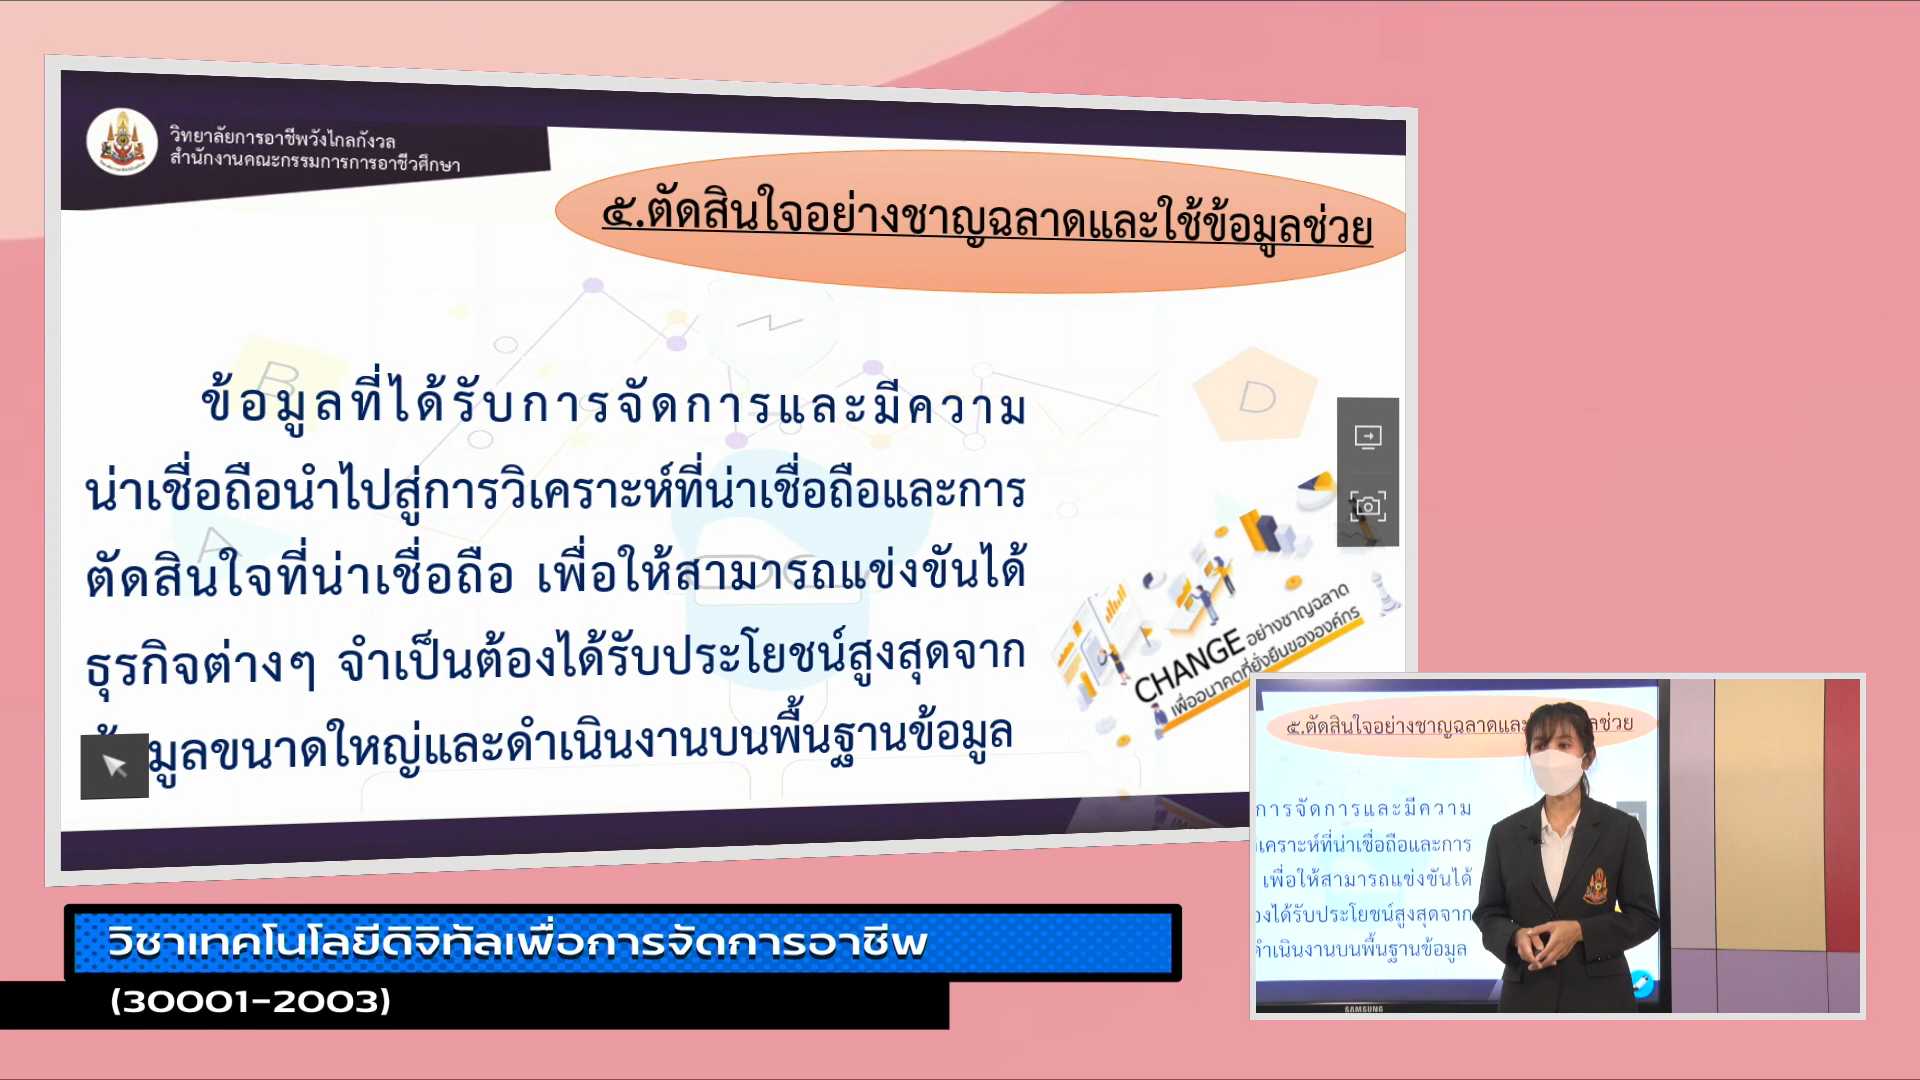 วิทยาลัยการอาชีพวังไกลกังวล
สำนักงานคณะกรรมการการอาชีวศึกษา
๕.ตัดสินใจอย่างชาญฉลาดและใช้ข้อมูลช่วย
B
D
A
ข้อมูลที่ได้รับการจัดการและมีความ
น่าเชื่อถือนำไปสู่การวิเคราะห์ที่น่าเชื่อถือและการ
ตัดสินใจที่น่าเชื่อถือ เพื่อให้สามารถแข่งขันได้
ธุรกิจต่างๆ จำเป็นต้องได้รับประโยชน์สูงสุดจาก
มูลขนาดใหญ่และดำเนินงานบนพื้นฐานข้อมูล
CHANGE อย่างชาญฉลาด
เพื่ออนาคตที่ยั่งยืนขององค์กร
๕.ตัดสินใจอย่างชาญฉลาดและ ลช่วย
การจัดการและมีความ
เคราะห์ที่น่าเชื่อถือและการ
เพื่อให้สามารถแข่งขันได้
องได้รับประโยชน์สูงสุดจาก
ดำเนินงานบนพื้นฐานข้อมูล
SAMSUNG
วิชาเทคโนโลยีดิจิทัลเพื่อการจัดการอาชีพ
(30001-2003)